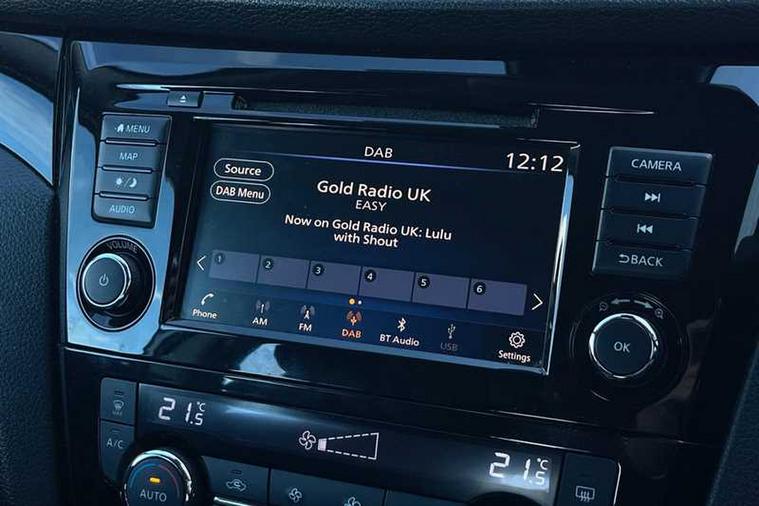 MENU
MAP
AUDIO
VOLUME
DAB
12:12
Source
DAB Menu
Gold Radio UK
EASY
Now on Gold Radio UK: Lulu
with Shout
1 2 3 4 5 6
Phone
AM
FM
DAB
BT Audio
USB
Settings
CAMERA
BACK
OK
MAX
A/C
21.5°C
AUTO
21.5°C